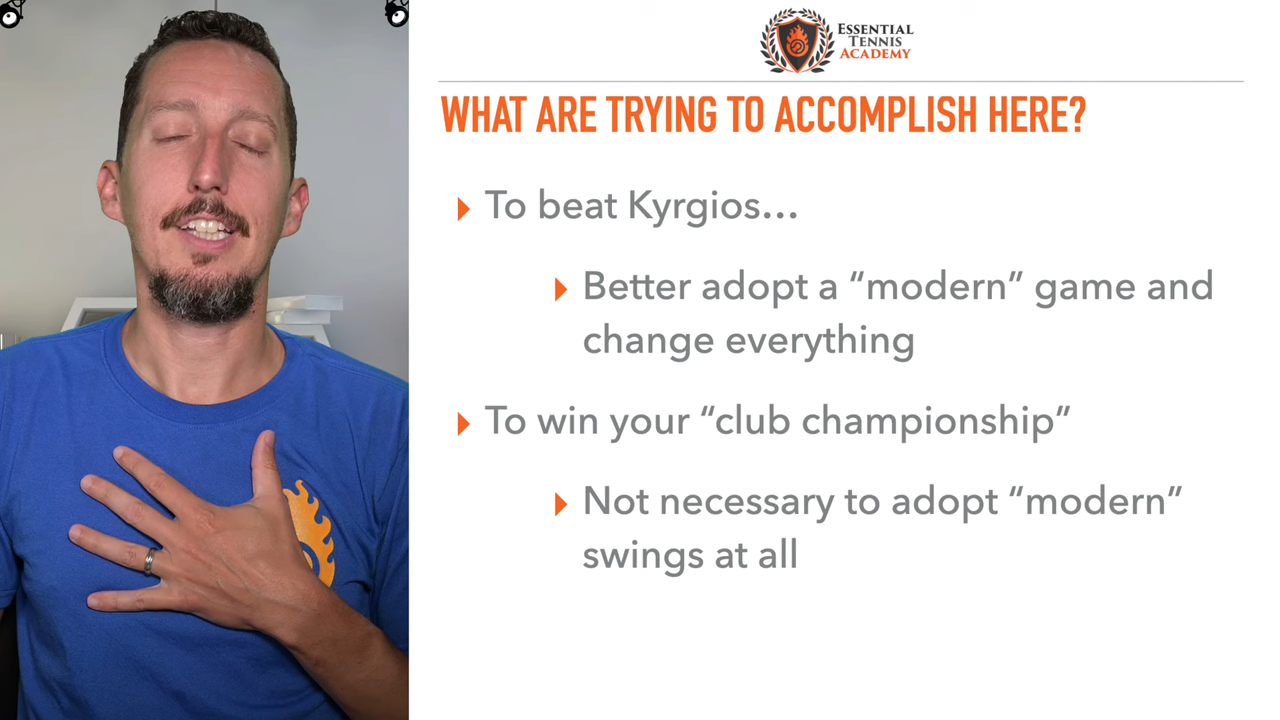 ESSENTIAL
TENNIS
ACADEMY
WHAT ARE TRYING TO ACCOMPLISH HERE?
To beat Kyrgios…
Better adopt a “modern” game and
change everything
To win your “club championship”
Not necessary to adopt “modern”
swings at all